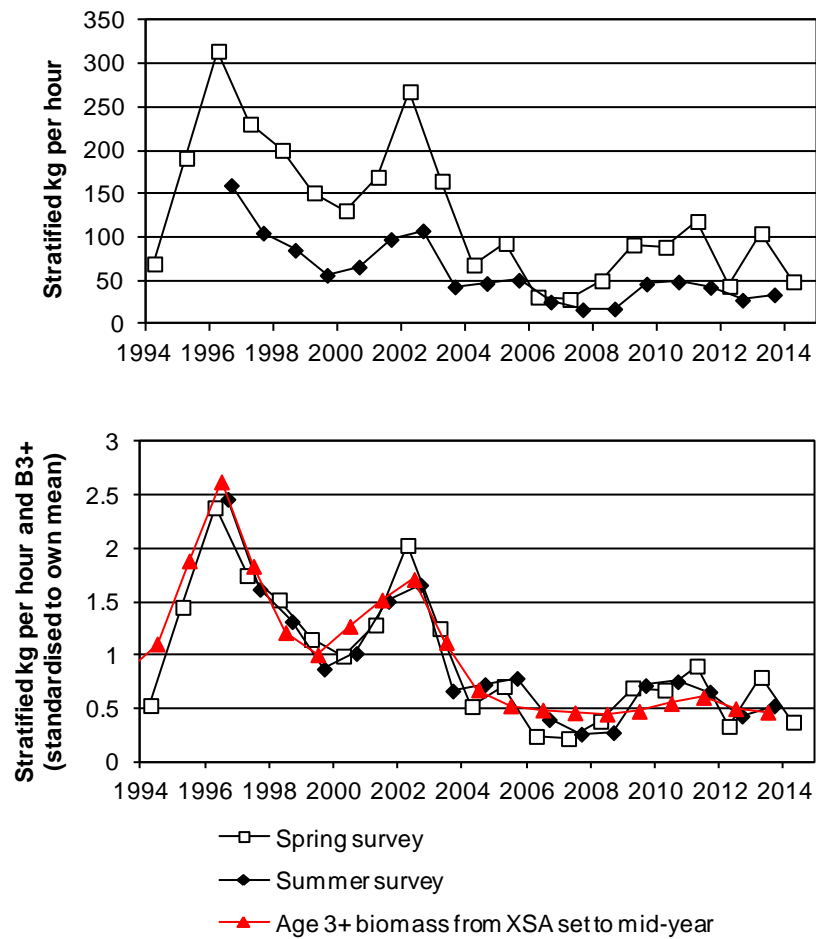 Stratified kg per hour
350
300
250
200
150
100
50
0
1994 1996 1998 2000 2002 2004 2006 2008 2010 2012 2014
Stratified kg per hour and B3+
(standardised to own mean)
3
2.5
2
1.5
1
0.5
0
1994 1996 1998 2000 2002 2004 2006 2008 2010 2012 2014
Spring survey
Summer survey
Age 3+ biomass from XSA set to mid-year